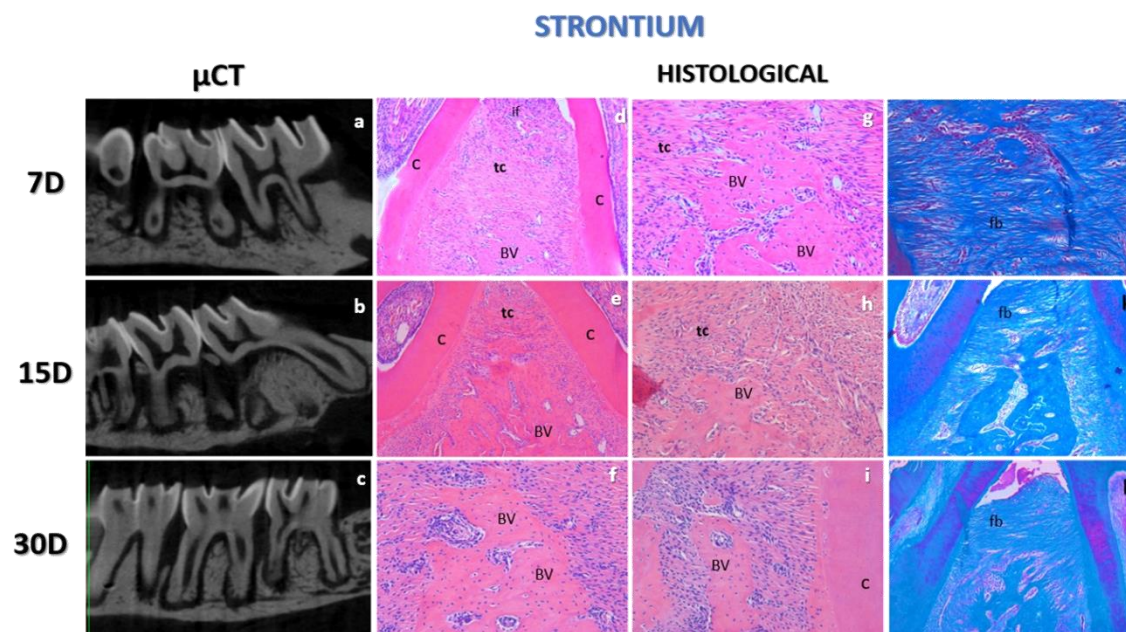 STRONTIUM
µCT
HISTOLOGICAL
7D
a
if
d
tc
C
C
BV
g
tc
BV
BV
fb
15D
b
e
tc
C
C
BV
h
tc
BV
fb
30D
c
f
BV
BV
i
BV
C
fb